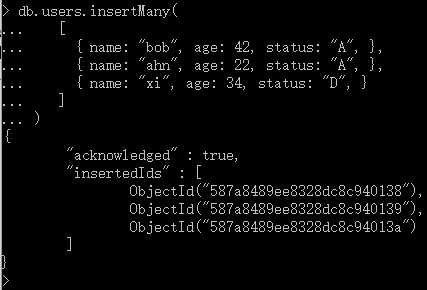 > db.users.insertMany(
...    [
...      { name: "bob", age: 42, status: "A", },
...      { name: "ahn", age: 22, status: "A", },
...      { name: "xi", age: 34, status: "D", }
...    ]
... )
{
        "acknowledged" : true,
        "insertedIds" : [
                ObjectId("587a8489ee8328dc8c940138"),
                ObjectId("587a8489ee8328dc8c940139"),
                ObjectId("587a8489ee8328dc8c94013a")
        ]
}
>